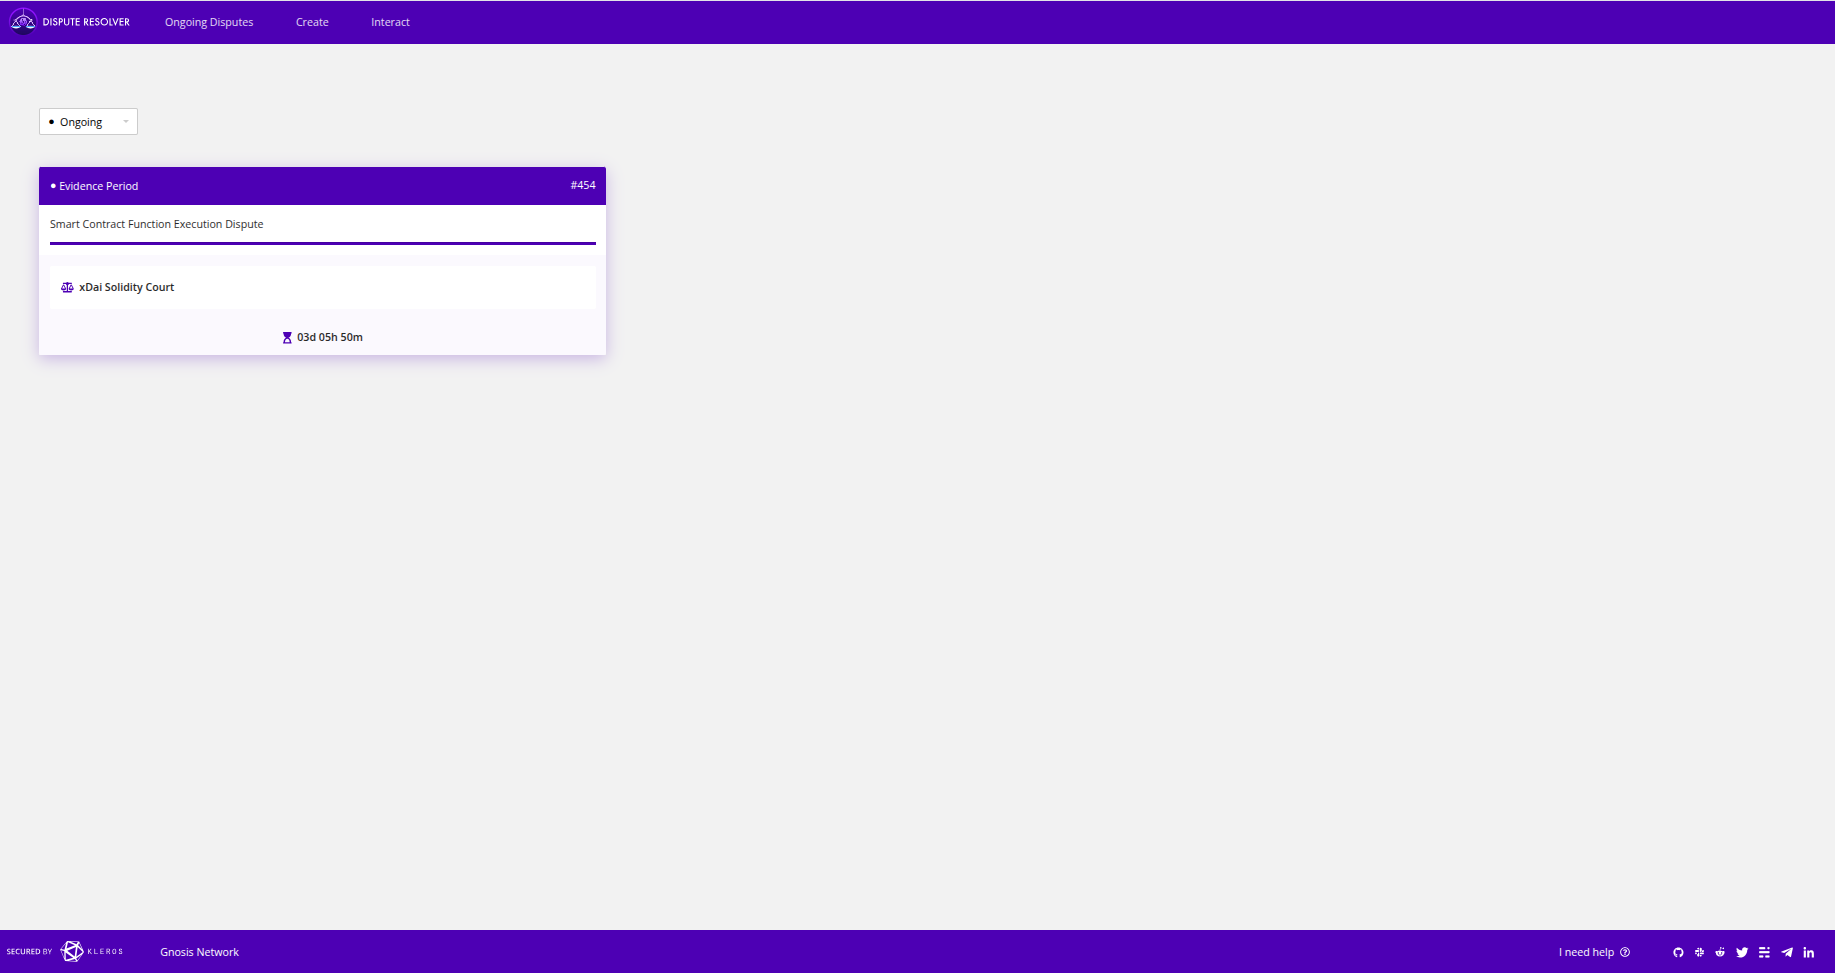 DISPUTE RESOLVER Ongoing Disputes Create Interact
Ongoing
Evidence Period #454
Smart Contract Function Execution Dispute
xDai Solidity Court
03d 05h 50m
SECURED BY KLEROS Gnosis Network I need help